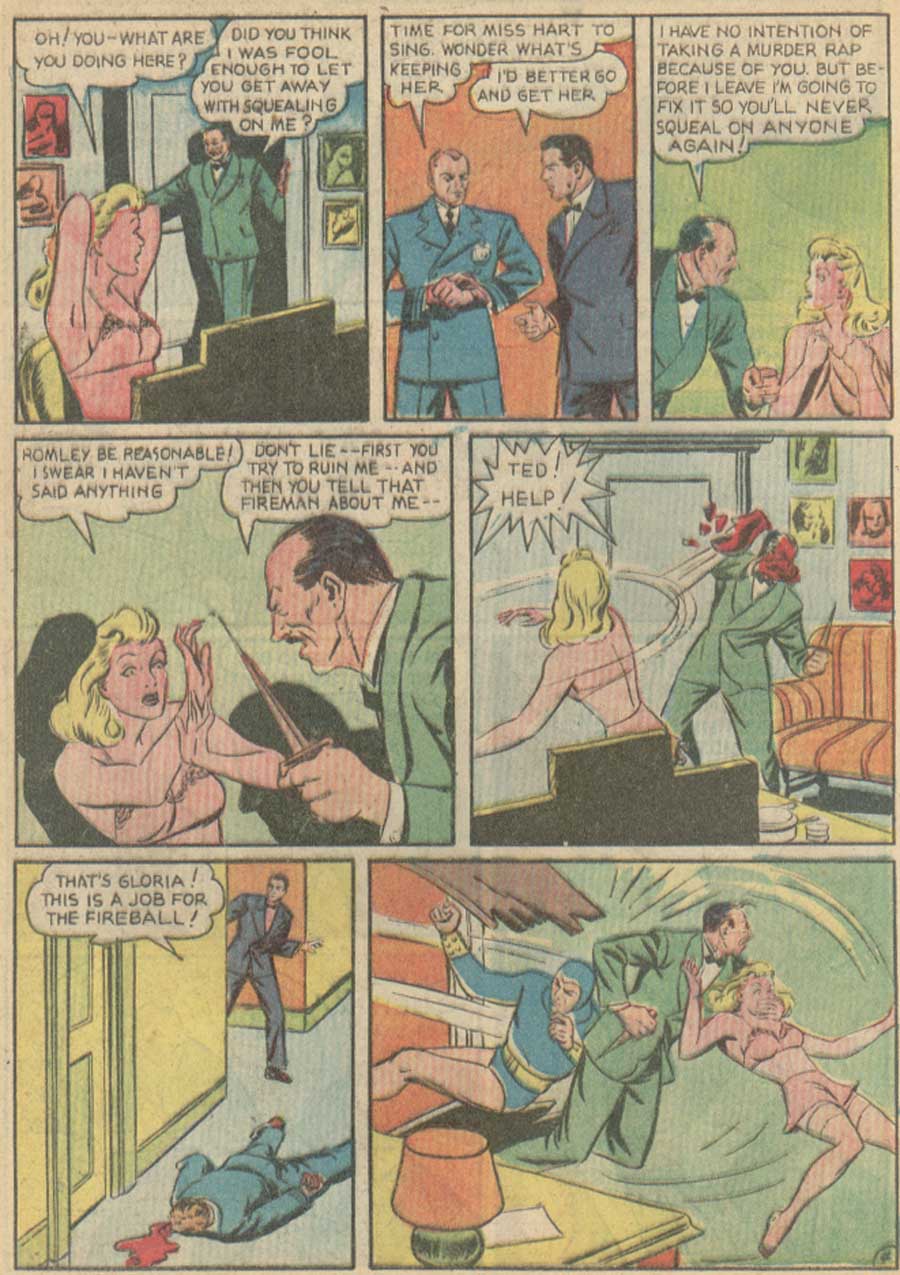 OH! YOU-WHAT ARE
YOU DOING HERE?
DID YOU THINK
I WAS FOOL
ENOUGH TO LET
YOU GET AWAY
WITH SQUEALING
ON ME?
TIME FOR MISS HART TO
SING. WONDER WHAT'S
KEEPING
HER
I'D BETTER GO
AND GET HER
I HAVE NO INTENTION OF
TAKING A MURDER RAP
BECAUSE OF YOU. BUT BE-
FORE I LEAVE I'M GOING TO
FIX IT SO YOU'LL NEVER
SQUEAL ON ANYONE
AGAIN!
ROMLEY BE REASONABLE!
I SWEAR I HAVEN'T
SAID ANYTHING
DON'T LIE--FIRST YOU
TRY TO RUIN ME--AND
THEN YOU TELL THAT
FIREMAN ABOUT ME--
TED!
HELP!
THAT'S GLORIA!
THIS IS A JOB FOR
THE FIREBALL!